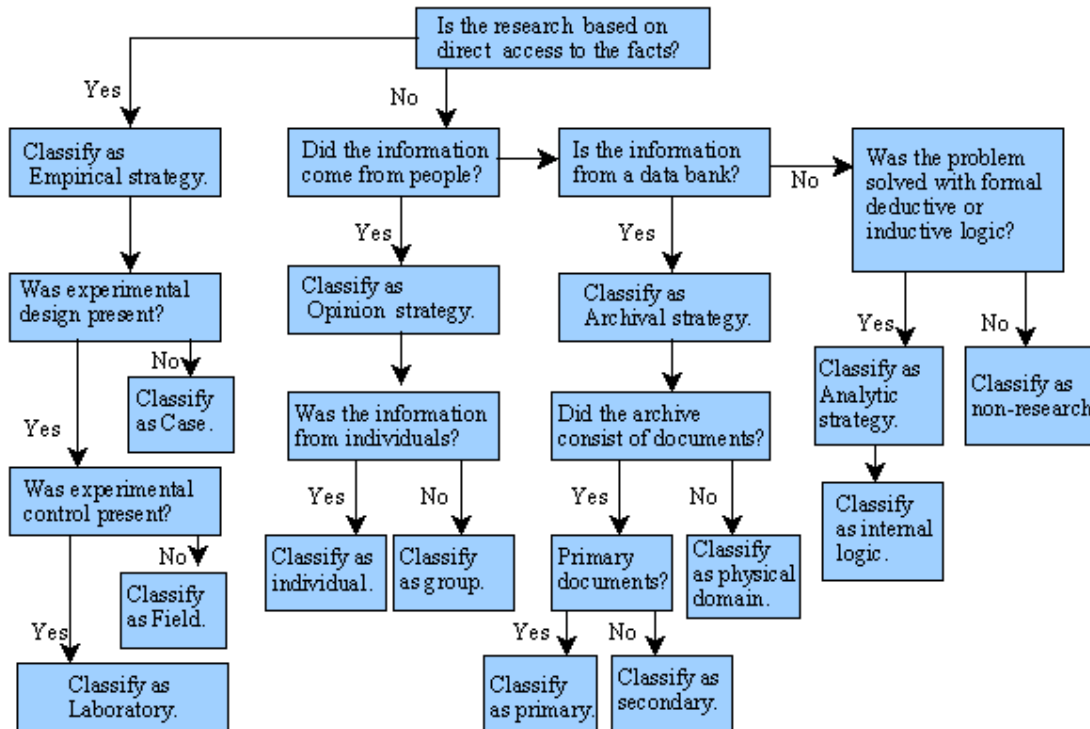 Is the research based on
direct access to the facts?
Yes
No
Classify as
Empirical strategy.
Did the information
come from people?
Is the information
from a data bank?
No
Was the problem
solved with formal
deductive or
inductive logic?
Yes
Yes
Was experimental
design present?
Classify as
Opinion strategy.
Classify as
Archival strategy.
Yes
No
No
Classify
as Case.
Classify as
Analytic
strategy.
Classify as
non-research.
Yes
Was the information
from individuals?
Did the archive
consist of documents?
Was experimental
control present?
Yes
No
Yes
No
Classify
as internal
logic.
No
Classify as
individual.
Classify
as group.
Primary
documents?
Classify
as physical
domain.
Classify
as Field.
Yes
Yes
No
Classify as
Laboratory.
Classify
as primary.
Classify as
secondary.